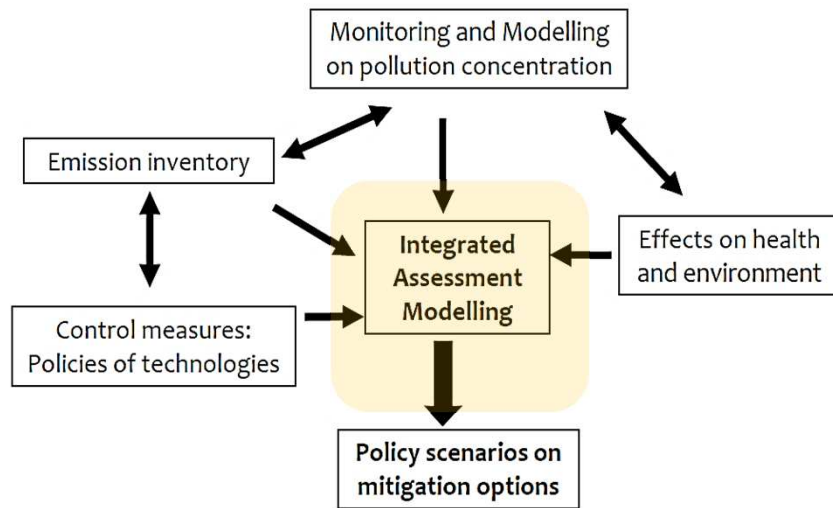 Monitoring and Modelling
on pollution concentration
Emission inventory
Integrated
Assessment
Modelling
Effects on health
and environment
Control measures:
Policies of technologies
Policy scenarios on
mitigation options